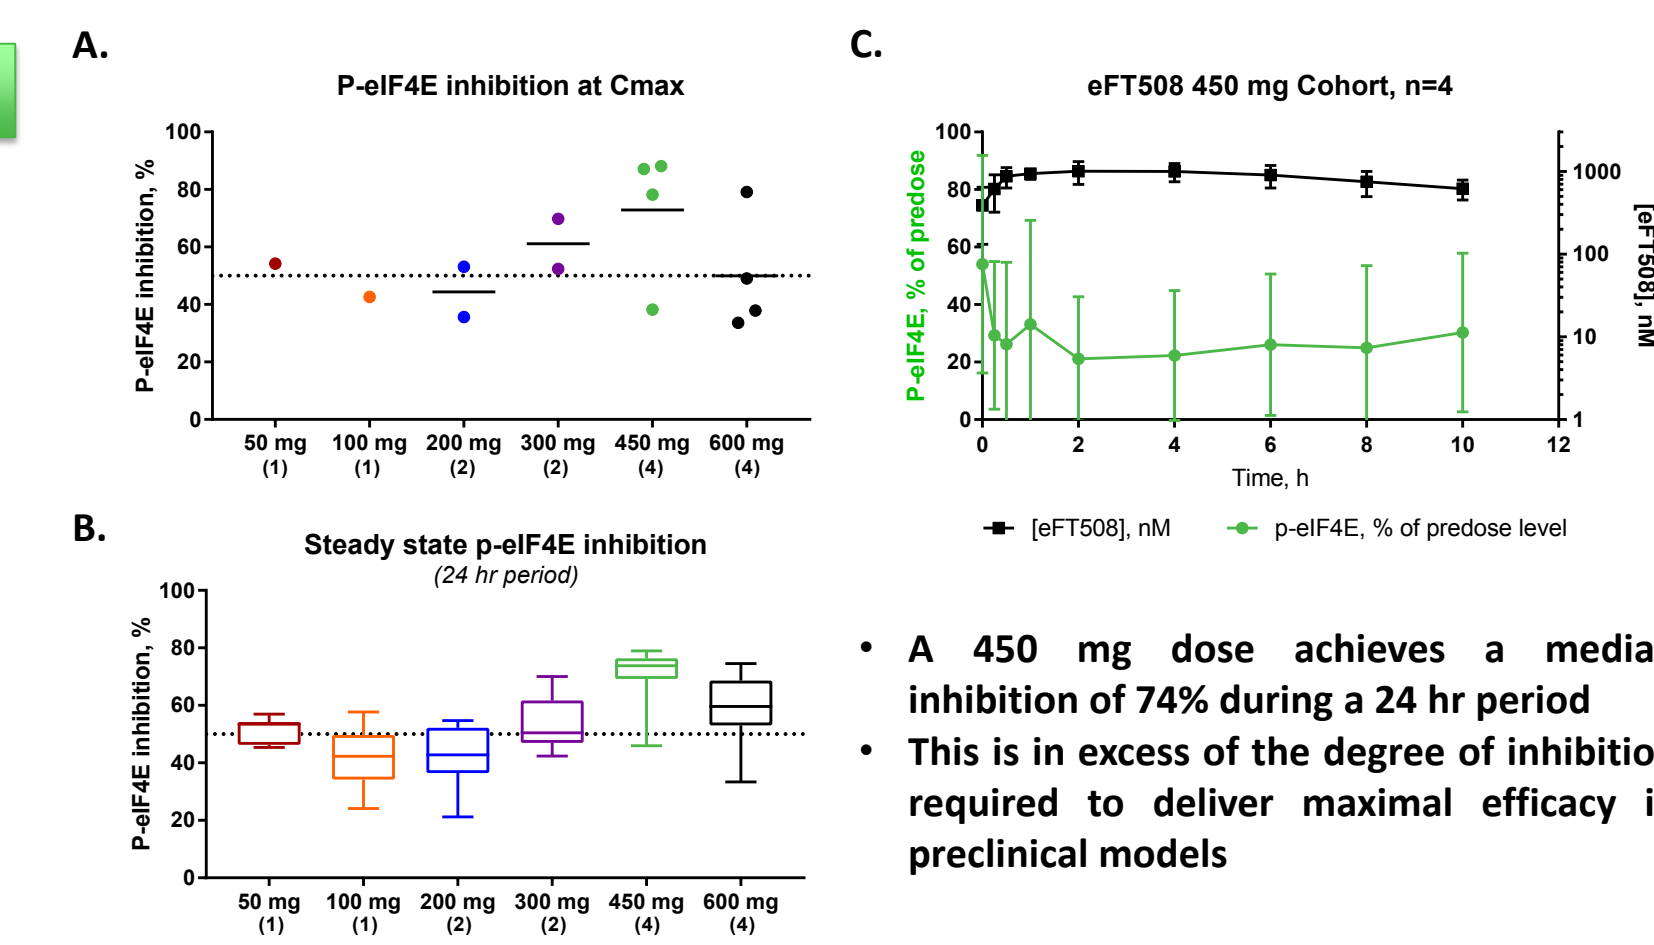 A.
P-eIF4E inhibition at Cmax
P-eIF4E inhibition, %
100
80
60
40
20
0
50 mg 100 mg 200 mg 300 mg 450 mg 600 mg
(1) (1) (2) (2) (4) (4)
B.
Steady state p-eIF4E inhibition
(24 hr period)
P-eIF4E inhibition, %
100
80
60
40
20
0
50 mg 100 mg 200 mg 300 mg 450 mg 600 mg
(1) (1) (2) (2) (4) (4)
C.
eFT508 450 mg Cohort, n=4
P-eIF4E, % of predose
100
80
60
40
20
0
1000
100
10
1
[eFT508], nM
0 2 4 6 8 10 12
Time, h
[eFT508], nM p-eIF4E, % of predose level
• A 450 mg dose achieves a media
inhibition of 74% during a 24 hr period
• This is in excess of the degree of inhibitio
required to deliver maximal efficacy i
preclinical models